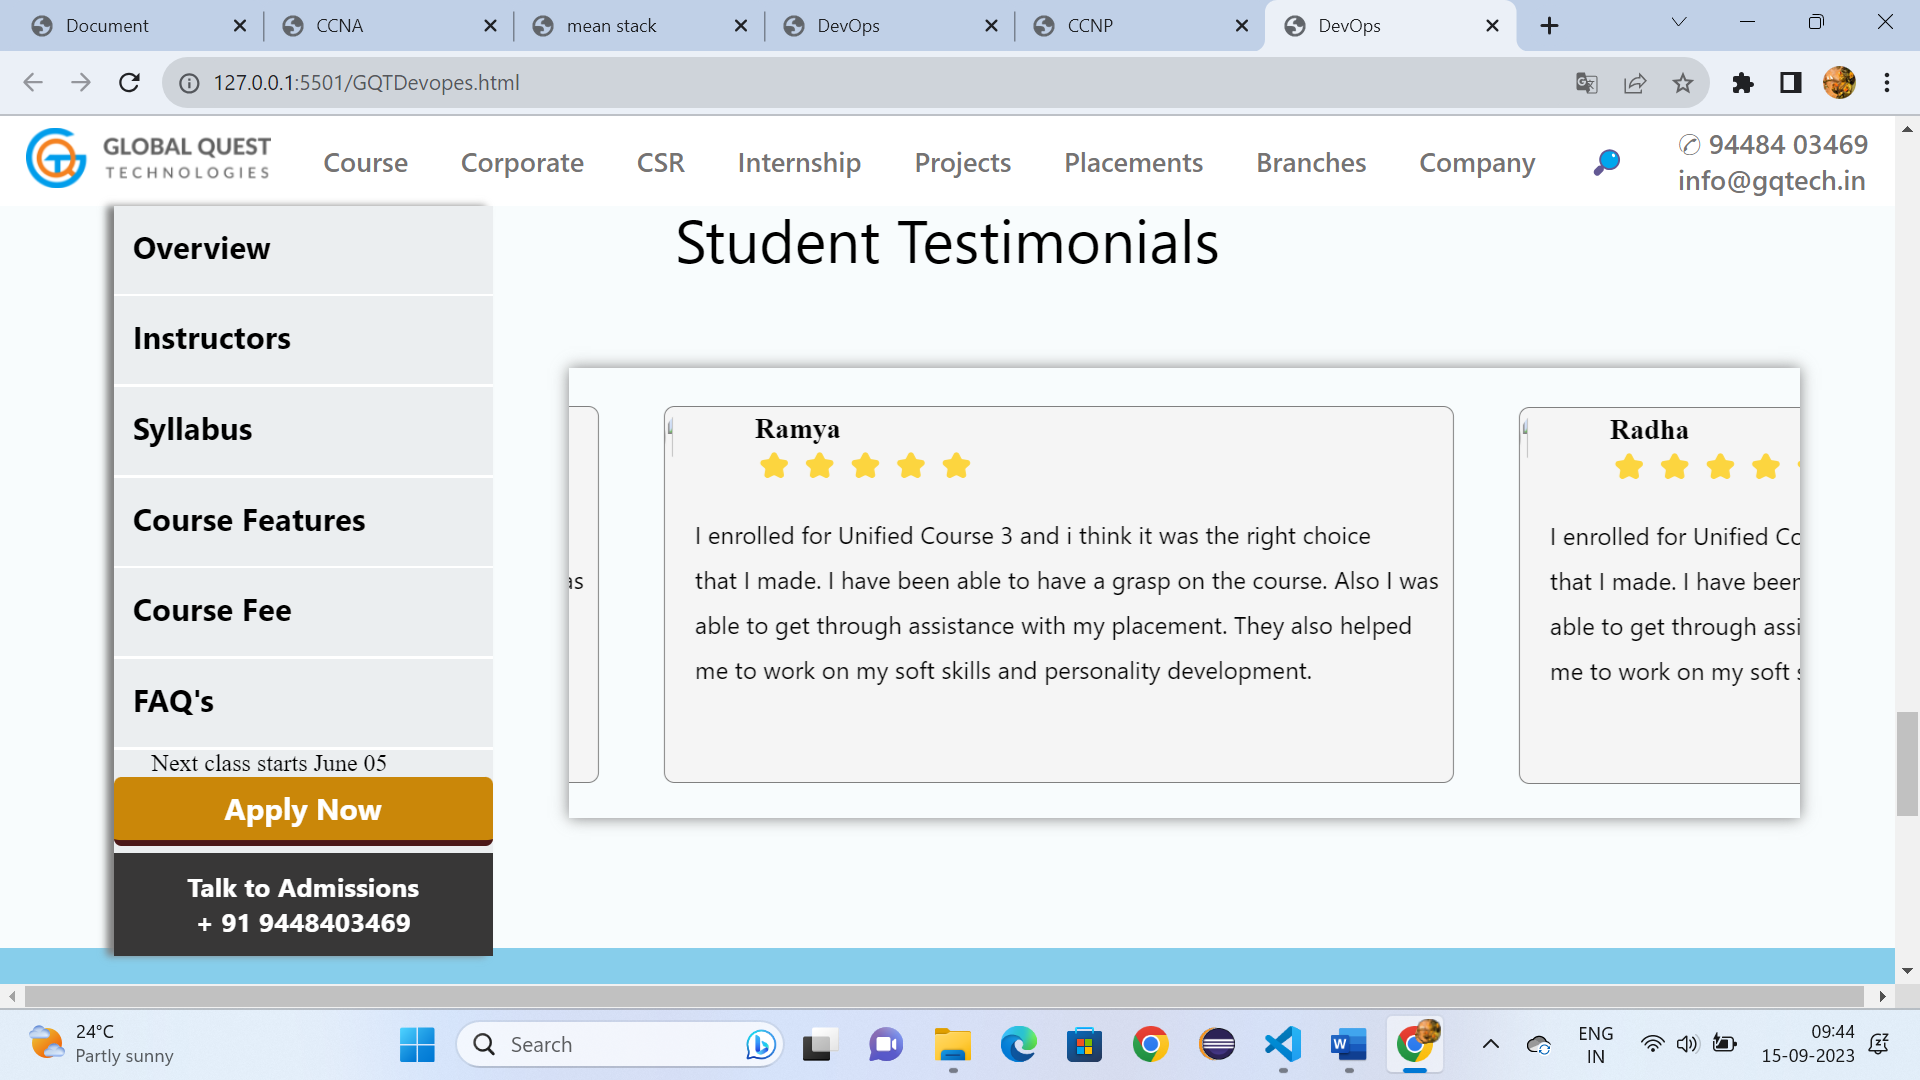 Document
CCNA
mean stack
DevOps
CCNP
DevOps
127.0.0.1:5501/GQTDevopes.html
GLOBAL QUEST
TECHNOLOGIES
Course
Corporate
CSR
Internship
Projects
Placements
Branches
Company
✆ 94484 03469
info@gqtech.in
Overview
Instructors
Syllabus
Course Features
Course Fee
FAQ's
Next class starts June 05
Apply Now
Talk to Admissions
+ 91 9448403469
Student Testimonials
as
Ramya
I enrolled for Unified Course 3 and i think it was the right choice
that I made. I have been able to have a grasp on the course. Also I was
able to get through assistance with my placement. They also helped
me to work on my soft skills and personality development.
Radha
I enrolled for Unified Co
that I made. I have been
able to get through assi
me to work on my soft s
24°C
Partly sunny
Search
ENG
IN
09:44
15-09-2023